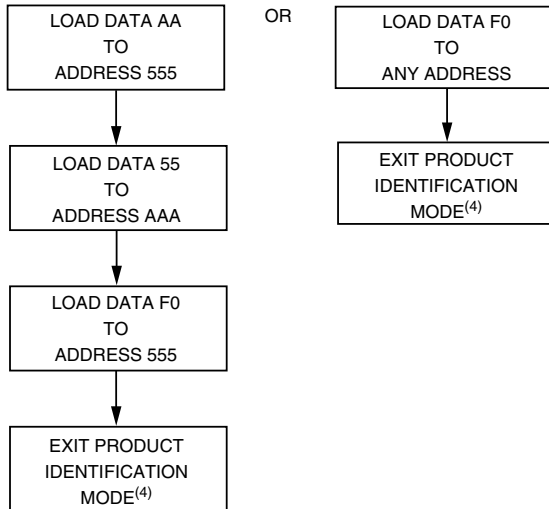 LOAD DATA AA
TO
ADDRESS 555
LOAD DATA 55
TO
ADDRESS AAA
LOAD DATA F0
TO
ADDRESS 555
EXIT PRODUCT
IDENTIFICATION
MODE(4)
OR
LOAD DATA F0
TO
ANY ADDRESS
EXIT PRODUCT
IDENTIFICATION
MODE(4)